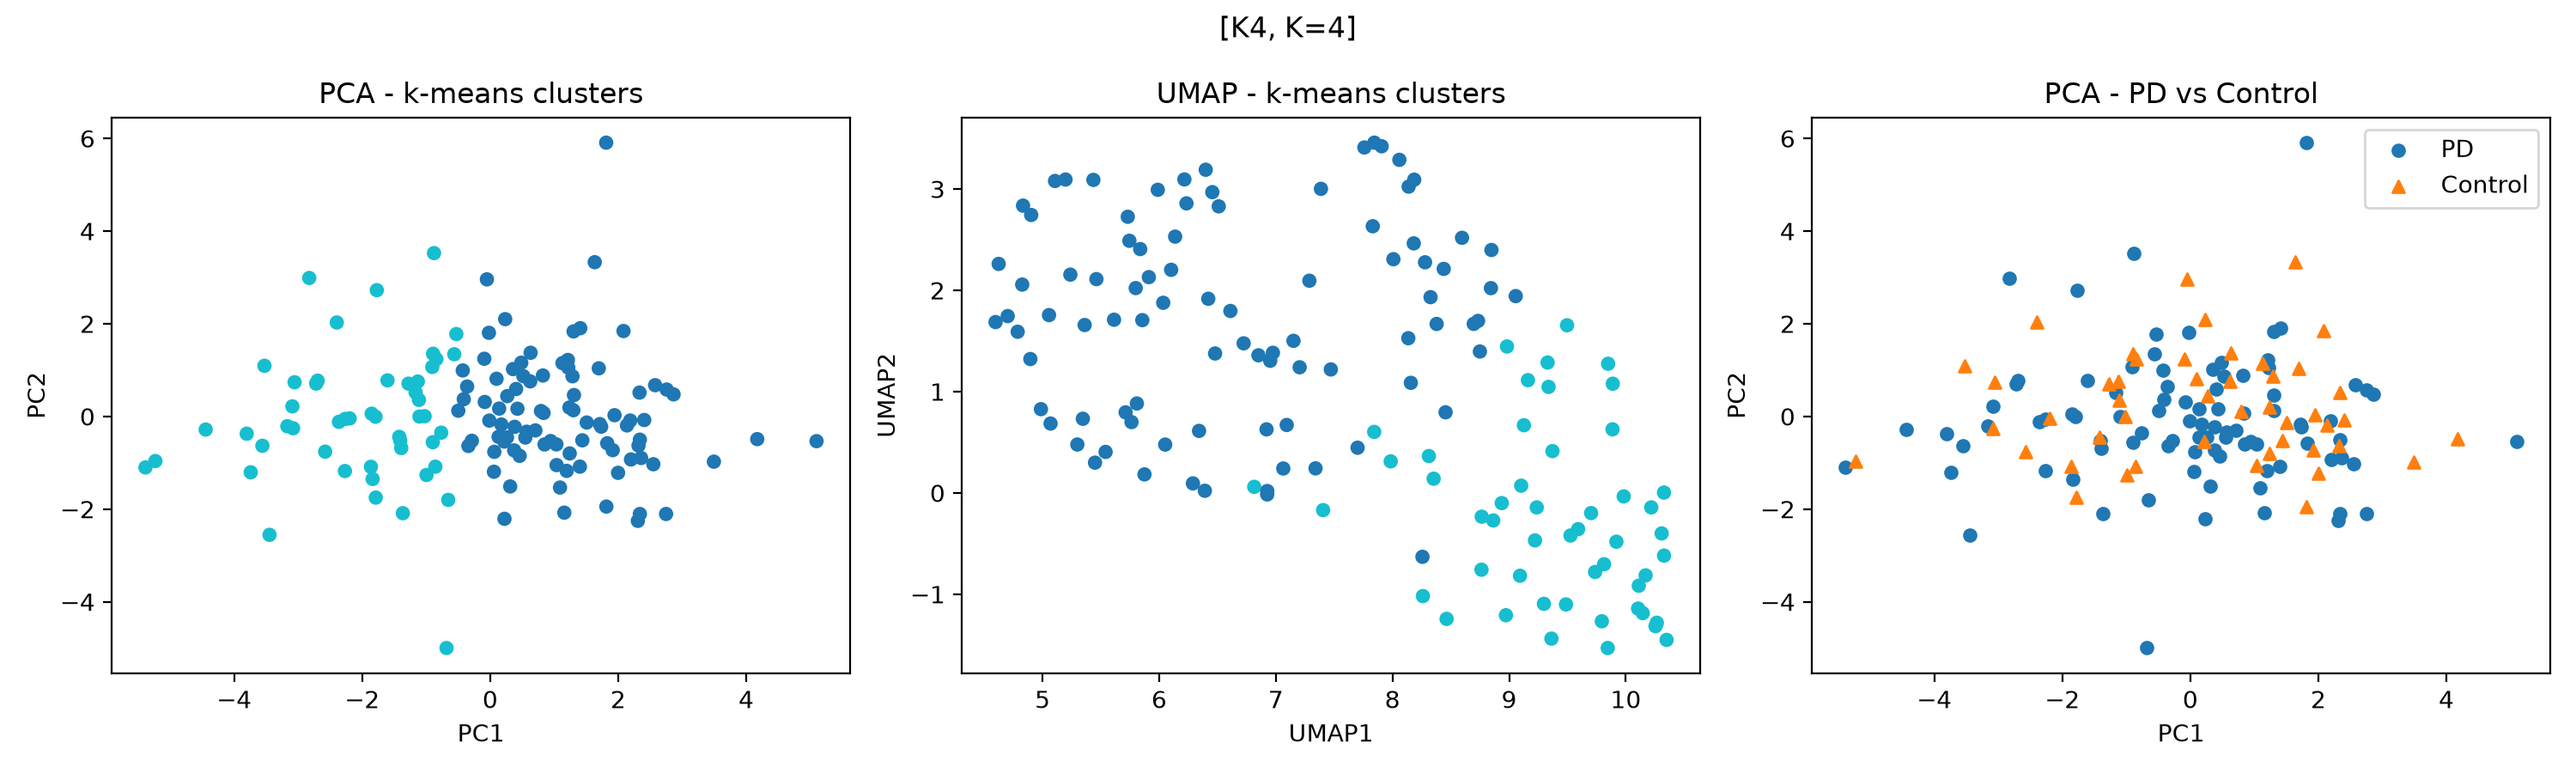 [K4, K=4]
PCA - k-means clusters
6
4
2
0
−2
−4
PC2
−4 −2 0 2 4
PC1
UMAP - k-means clusters
3
2
1
0
−1
UMAP2
5 6 7 8 9 10
UMAP1
PCA - PD vs Control
PD
Control
6
4
2
0
−2
−4
PC2
−4 −2 0 2 4
PC1